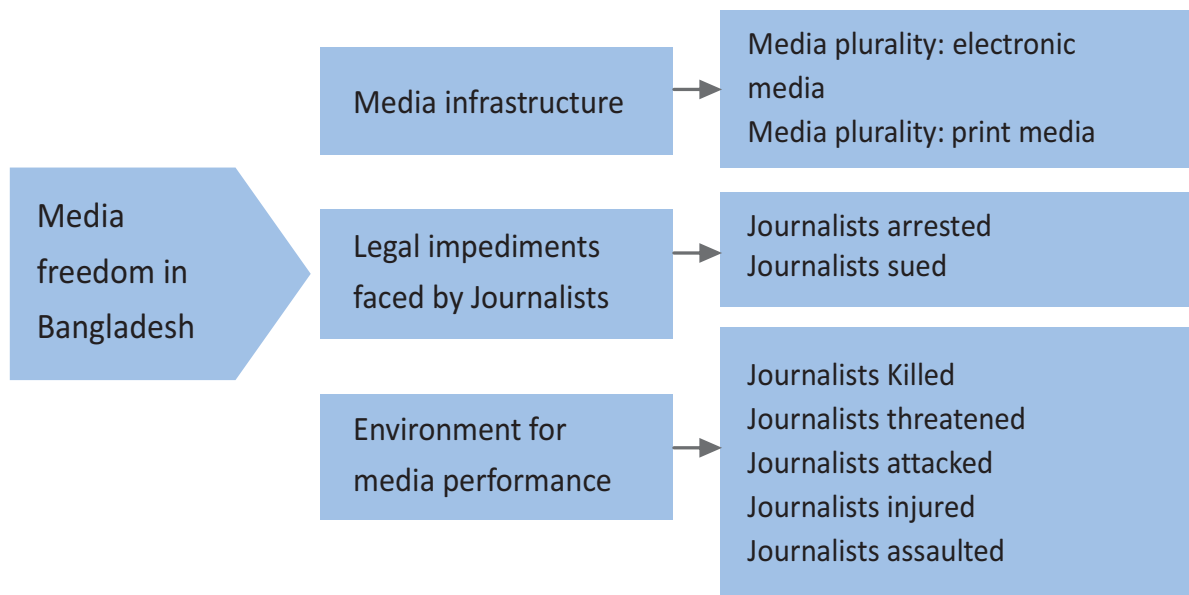 Media
freedom in
Bangladesh
Media infrastructure
Media plurality: electronic
media
Media plurality: print media
Legal impediments
faced by Journalists
Journalists arrested
Journalists sued
Environment for
media performance
Journalists Killed
Journalists threatened
Journalists attacked
Journalists injured
Journalists assaulted